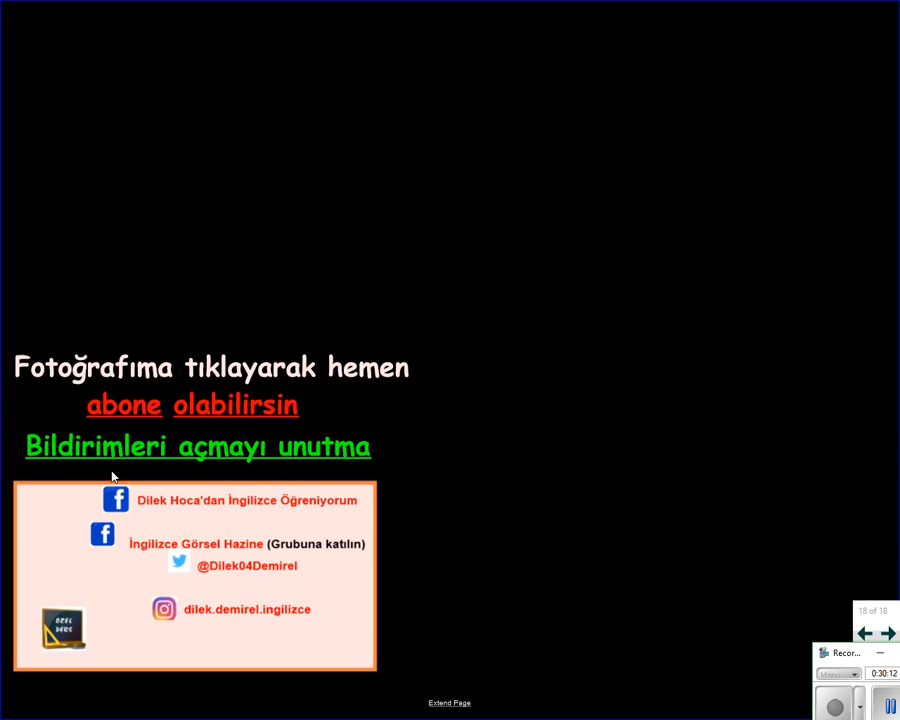 Fotoğrafıma tıklayarak hemen
abone olabilirsin
Bildirimleri açmayı unutma
Dilek Hoca'dan İngilizce Öğreniyorum
İngilizce Görsel Hazine (Grubuna katılın)
@Dilek04Demirel
dilek.demirel.ingilizce
ÖZEL
DERS
18 of 18
Recor...
Menu
0:30:12
Extend Page